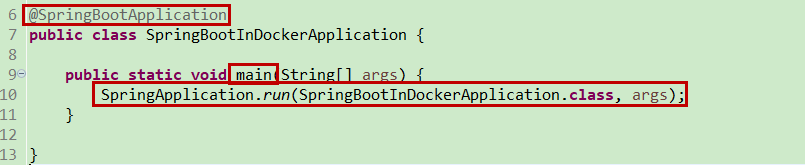 6 @SpringBootApplication
7 public class SpringBootInDockerApplication {
8
9 public static void main(String[] args) {
10 SpringApplication.run(SpringBootInDockerApplication.class, args);
11 }
12
13 }